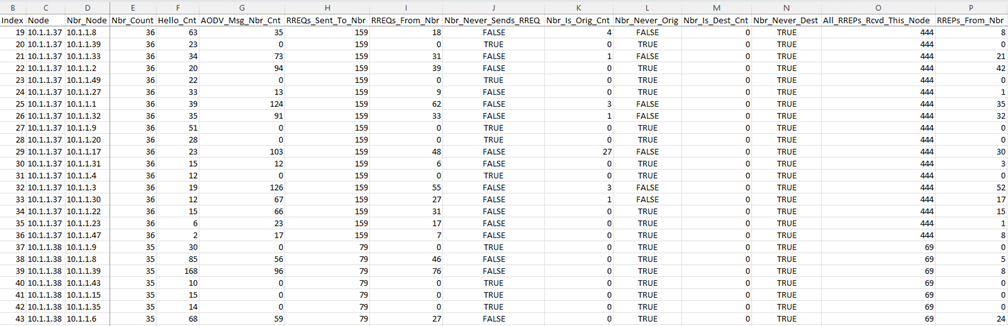 C D E F G H I J K L M N O P
Index Node Nbr_Node Nbr_Count Hello_Cnt AODV_Msg_Nbr_Cnt RREQs_Sent_To_Nbr RREQs_From_Nbr Nbr_Never_Sends_RREQ Nbr_Is_Orig_Cnt Nbr_Never_Orig Nbr_Is_Dest_Cnt Nbr_Never_Dest All_RREPs_Rcvd_This_Node RREPs_From_Nbr
19 10.1.1.37 10.1.1.8 36 63 35 159 18 FALSE 4 FALSE 0 TRUE 444 8
20 10.1.1.37 10.1.1.39 36 23 0 159 0 TRUE 0 TRUE 0 TRUE 444 0
21 10.1.1.37 10.1.1.33 36 34 73 159 31 FALSE 1 FALSE 0 TRUE 444 21
22 10.1.1.37 10.1.1.2 36 20 94 159 39 FALSE 0 TRUE 0 TRUE 444 42
23 10.1.1.37 10.1.1.49 36 22 0 159 0 TRUE 0 TRUE 0 TRUE 444 0
24 10.1.1.37 10.1.1.27 36 33 13 159 9 FALSE 0 TRUE 0 TRUE 444 1
25 10.1.1.37 10.1.1.1 36 39 124 159 62 FALSE 3 FALSE 0 TRUE 444 35
26 10.1.1.37 10.1.1.32 36 35 91 159 33 FALSE 1 FALSE 0 TRUE 444 32
27 10.1.1.37 10.1.1.9 36 51 0 159 0 TRUE 0 TRUE 0 TRUE 444 0
28 10.1.1.37 10.1.1.20 36 28 0 159 0 TRUE 0 TRUE 0 TRUE 444 0
29 10.1.1.37 10.1.1.17 36 23 103 159 48 FALSE 27 FALSE 0 TRUE 444 30
30 10.1.1.37 10.1.1.31 36 15 12 159 6 FALSE 0 TRUE 0 TRUE 444 3
31 10.1.1.37 10.1.1.4 36 12 0 159 0 TRUE 0 TRUE 0 TRUE 444 0
32 10.1.1.37 10.1.1.3 36 19 126 159 55 FALSE 3 FALSE 0 TRUE 444 52
33 10.1.1.37 10.1.1.30 36 12 67 159 27 FALSE 1 FALSE 0 TRUE 444 17
34 10.1.1.37 10.1.1.22 36 15 66 159 31 FALSE 0 TRUE 0 TRUE 444 15
35 10.1.1.37 10.1.1.23 36 6 23 159 17 FALSE 0 TRUE 0 TRUE 444 1
36 10.1.1.37 10.1.1.47 36 2 17 159 7 FALSE 0 TRUE 0 TRUE 444 8
37 10.1.1.38 10.1.1.9 35 30 0 79 0 TRUE 0 TRUE 0 TRUE 69 0
38 10.1.1.38 10.1.1.8 35 85 56 79 46 FALSE 0 TRUE 0 TRUE 69 5
39 10.1.1.38 10.1.1.39 35 168 96 79 76 FALSE 0 TRUE 0 TRUE 69 8
40 10.1.1.38 10.1.1.43 35 10 0 79 0 TRUE 0 TRUE 0 TRUE 69 0
41 10.1.1.38 10.1.1.15 35 15 0 79 0 TRUE 0 TRUE 0 TRUE 69 0
42 10.1.1.38 10.1.1.35 35 14 0 79 0 TRUE 0 TRUE 0 TRUE 69 0
43 10.1.1.38 10.1.1.6 35 68 59 79 27 FALSE 0 TRUE 0 TRUE 69 24